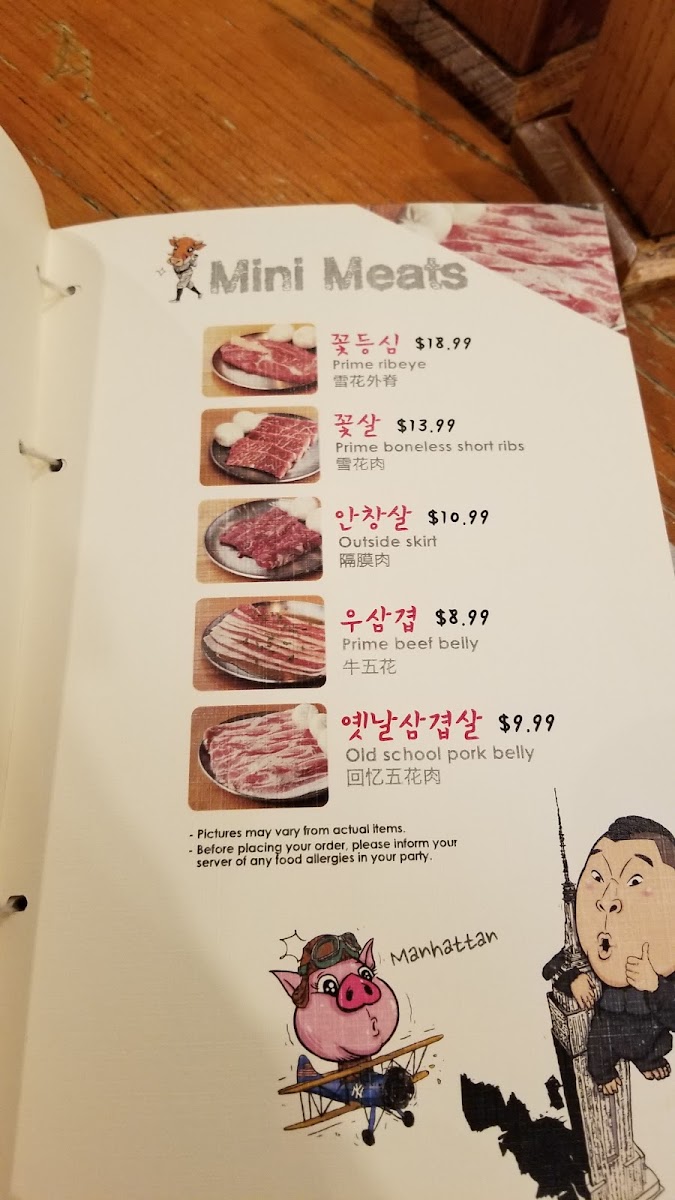 Mini Meats
꽃등심 $18.99
Prime ribeye
雪花外脊
꽃살 $13.99
Prime boneless short ribs
雪花肉
안창살 $10.99
Outside skirt
隔膜肉
우삼겹 $8.99
Prime beef belly
牛五花
옛날삼겹살 $9.99
Old school pork belly
回忆五花肉
- Pictures may vary from actual items.
- Before placing your order, please inform your
server of any food allergies in your party.
Manhattan
NY